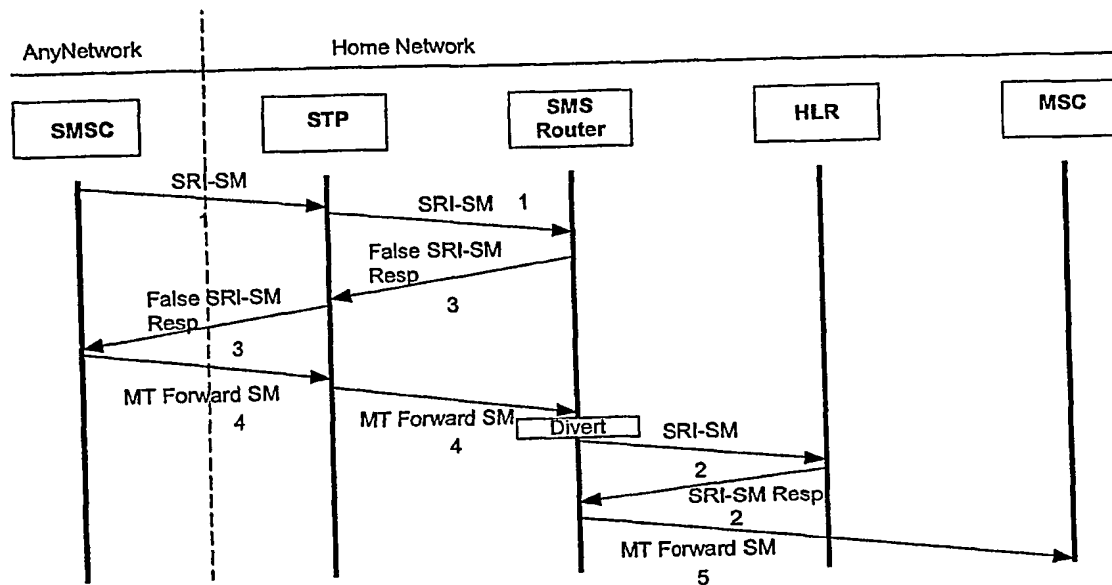 AnyNetwork
Home Network
SMSC
STP
SMS
Router
HLR
MSC
SRI-SM
1
SRI-SM 1
False SRI-SM
Resp
3
False SRI-SM
Resp
3
MT Forward SM
4
MT Forward SM
4
Divert
SRI-SM
2
SRI-SM Resp
2
MT Forward SM
5